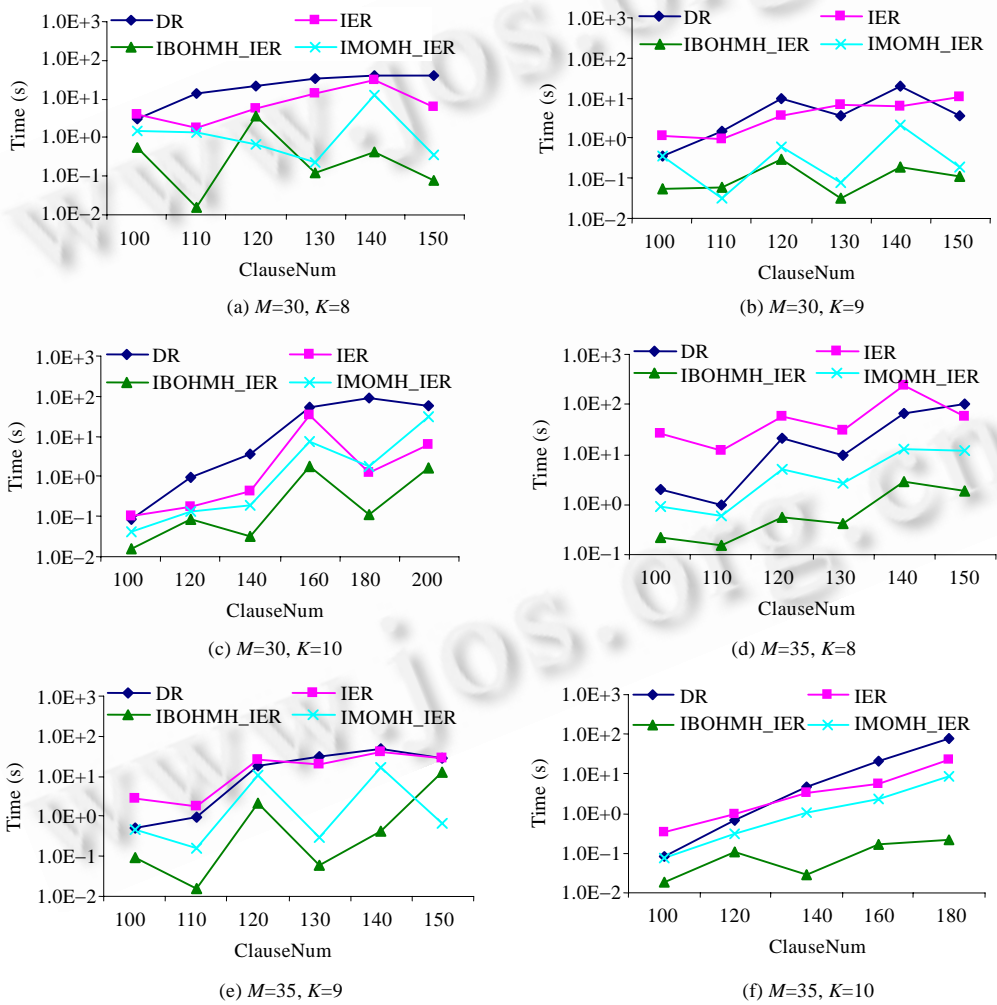 DR IER
IBOHMH_IER IMOMH_IER
1.0E+3
1.0E+2
1.0E+1
1.0E+0
1.0E−1
1.0E−2
Time (s)
100 110 120 130 140 150
ClauseNum
(a) M=30, K=8
DR IER
IBOHMH_IER IMOMH_IER
1.0E+3
1.0E+2
1.0E+1
1.0E+0
1.0E−1
1.0E−2
Time (s)
100 110 120 130 140 150
ClauseNum
(b) M=30, K=9
DR IER
IBOHMH_IER IMOMH_IER
1.0E+3
1.0E+2
1.0E+1
1.0E+0
1.0E−1
1.0E−2
Time (s)
100 120 140 160 180 200
ClauseNum
(c) M=30, K=10
DR IER
IBOHMH_IER IMOMH_IER
1.0E+3
1.0E+2
1.0E+1
1.0E+0
1.0E−1
Time (s)
100 110 120 130 140 150
ClauseNum
(d) M=35, K=8
DR IER
IBOHMH_IER IMOMH_IER
1.0E+3
1.0E+2
1.0E+1
1.0E+0
1.0E−1
1.0E−2
Time (s)
100 110 120 130 140 150
ClauseNum
(e) M=35, K=9
DR IER
IBOHMH_IER IMOMH_IER
1.0E+3
1.0E+2
1.0E+1
1.0E+0
1.0E−1
1.0E−2
Time (s)
100 120 140 160 180
ClauseNum
(f) M=35, K=10
www.jos.org.cn
www.jos.org.cn